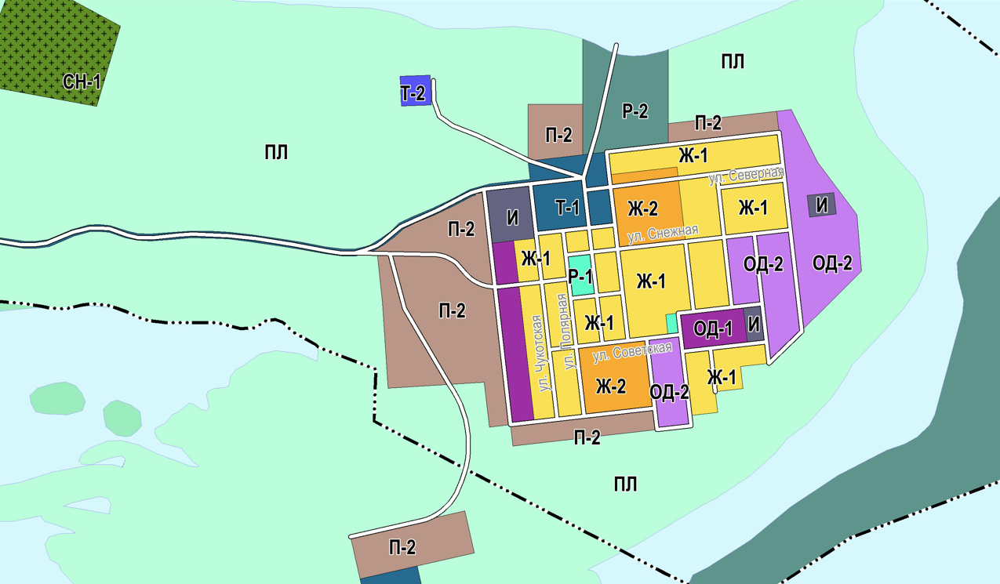 ПЛ
СН-1
Т-2
Р-2
П-2
П-2
ПЛ
Ж-1
ул. Северная
И
Т-1
Ж-2
Ж-1
И
П-2
ул. Снежная
Ж-1
Р-1
Ж-1
ОД-2
ОД-2
П-2
Ж-1
ул. Чукотская
ул. Полярная
ОД-1
И
ул. Советская
Ж-2
ОД-2
Ж-1
П-2
ПЛ
П-2